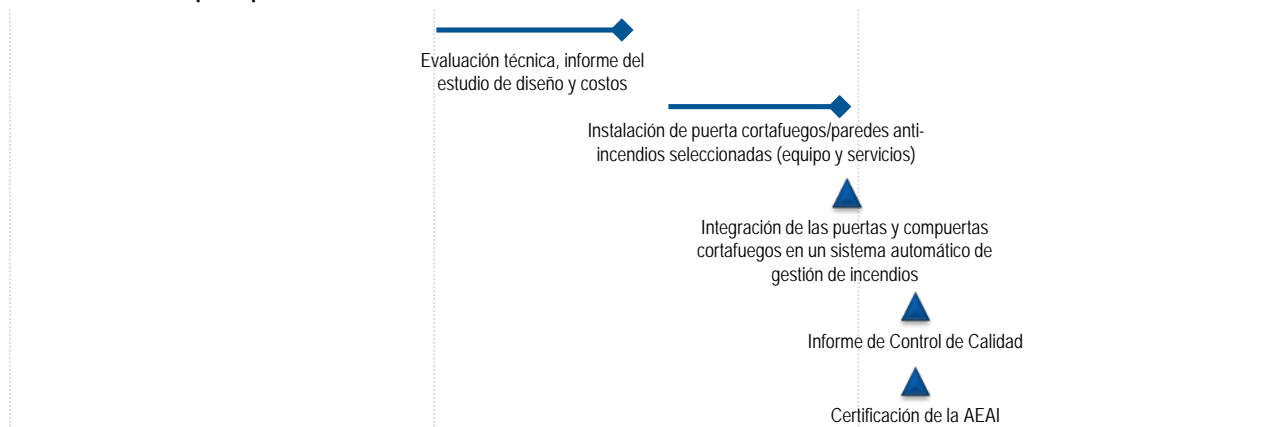 Evaluación técnica, informe del
estudio de diseño y costos
Instalación de puerta cortafuegos/paredes anti-
incendios seleccionadas (equipo y servicios)
Integración de las puertas y compuertas
cortafuegos en un sistema automático de
gestión de incendios
Informe de Control de Calidad
Certificación de la AEAI